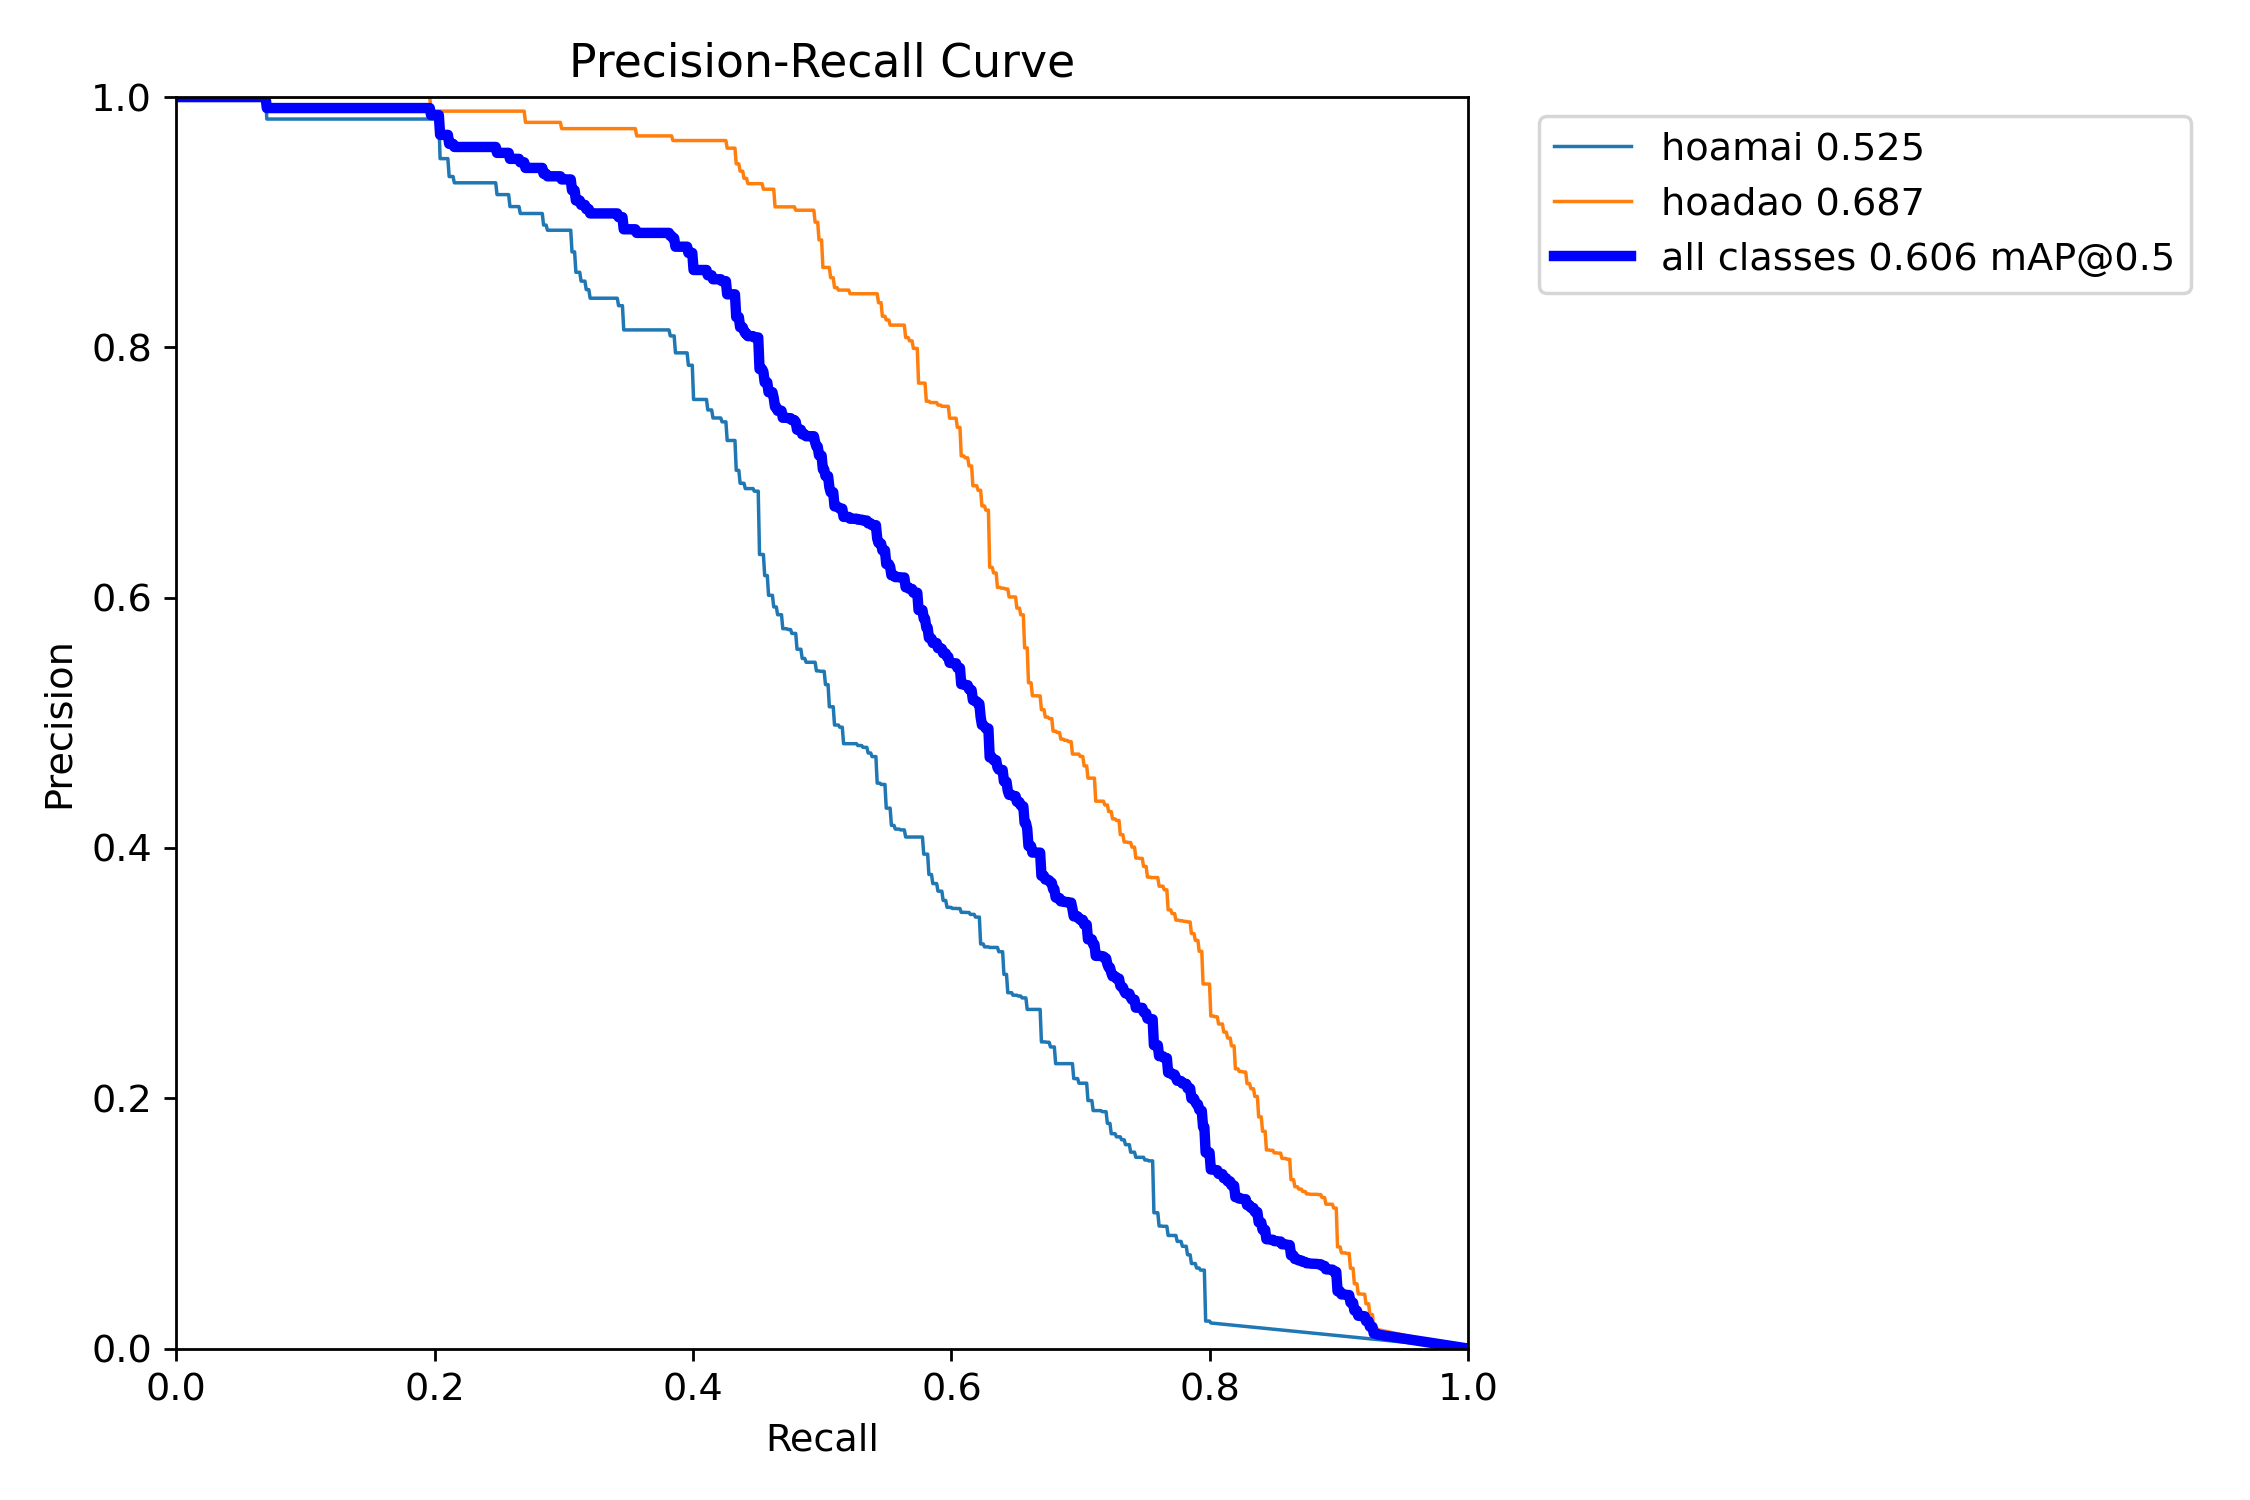 Precision-Recall Curve
1.0
0.8
0.6
0.4
0.2
0.0
Precision
0.0 0.2 0.4 0.6 0.8 1.0
Recall
hoamai 0.525
hoadao 0.687
all classes 0.606 mAP@0.5